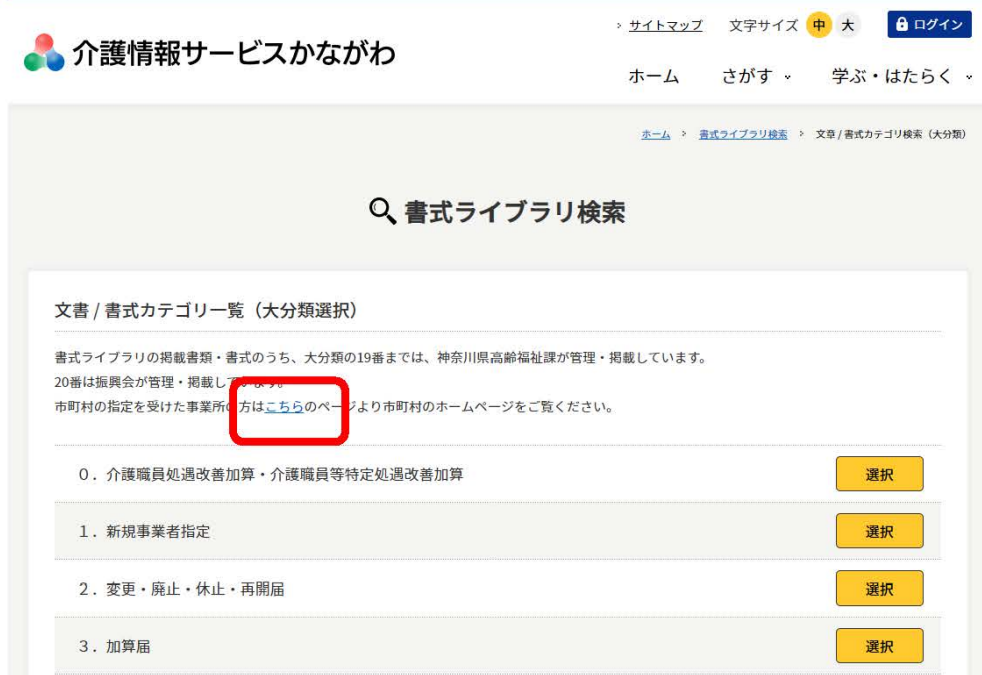 サイトマップ 文字サイズ 中 大 ログイン
介護情報サービスかながわ
ホーム さがす 学ぶ・はたらく
ホーム > 書式ライブラリ検索 > 文章/書式カテゴリ検索（大分類）
書式ライブラリ検索
文書/書式カテゴリ一覧（大分類選択）
書式ライブラリの掲載書類・書式のうち、大分類の19番までは、神奈川県高齢福祉課が管理・掲載しています。
20番は振興会が管理・掲載しています。
市町村の指定を受けた事業所の方はこちらのページより市町村のホームページをご覧ください。
０．介護職員処遇改善加算・介護職員等特定処遇改善加算 選択
１．新規事業者指定 選択
２．変更・廃止・休止・再開届 選択
３．加算届 選択